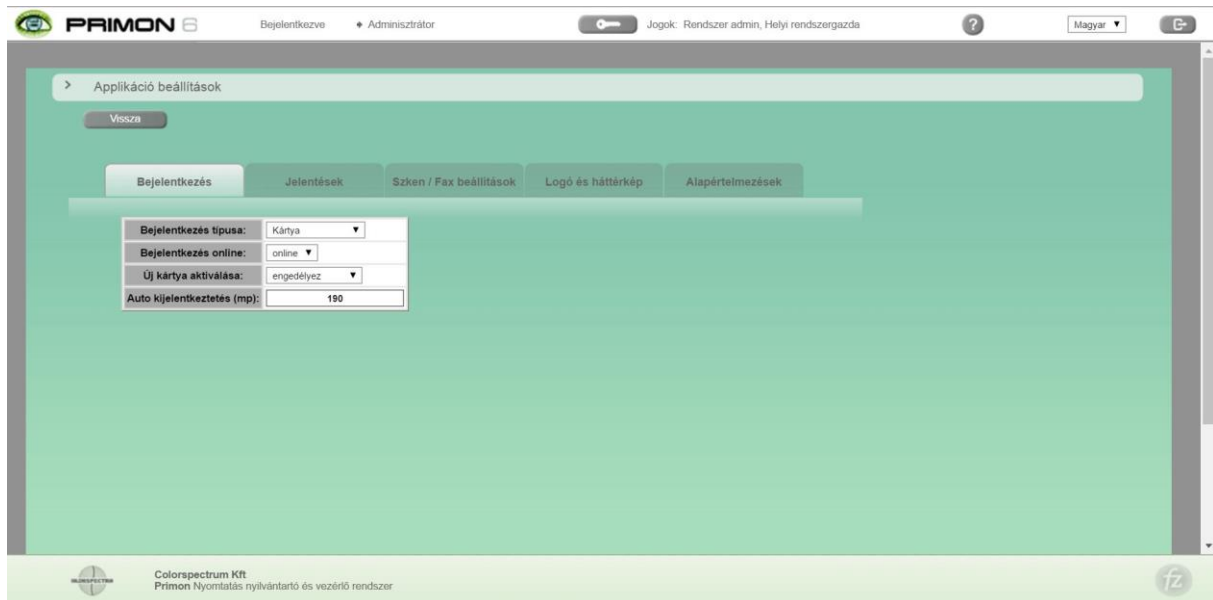 PRIMON 6 Bejelentkezve Adminisztrátor Jogok: Rendszer admin, Helyi rendszergazda ? Magyar
> Applikáció beállítások
Vissza
Bejelentkezés Jelentések Szken / Fax beállítások Logó és háttérkép Alapértelmezések
Bejelentkezés típusa: Kártya
Bejelentkezés online: online
Új kártya aktiválása: engedélyez
Auto kijelentkeztetés (mp): 190
COLORSPECTRUM
Colorspectrum Kft
Primon Nyomtatás nyilvántartó és vezérlő rendszer
fz